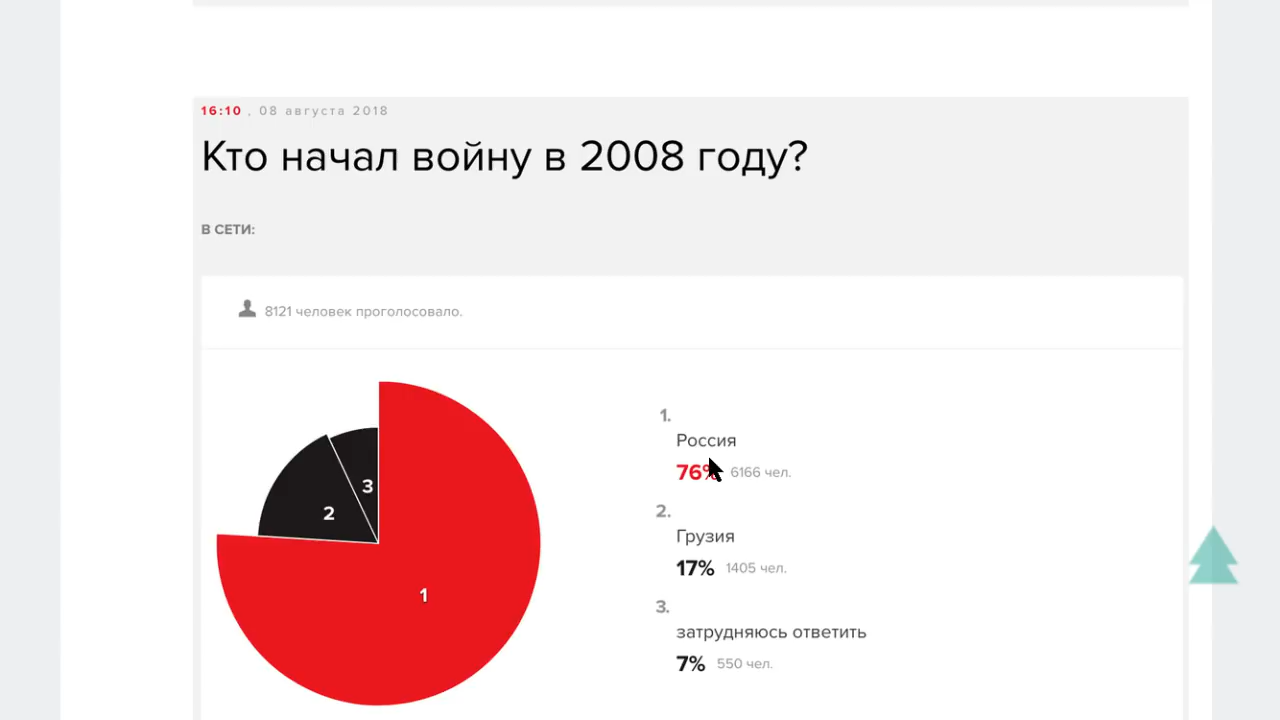 16:10 , 08 августа 2018
Кто начал войну в 2008 году?
В СЕТИ:
8121 человек проголосовало.
1.
Россия
76% 6166 чел.
2.
Грузия
17% 1405 чел.
3.
затрудняюсь ответить
7% 550 чел.
3
2
1